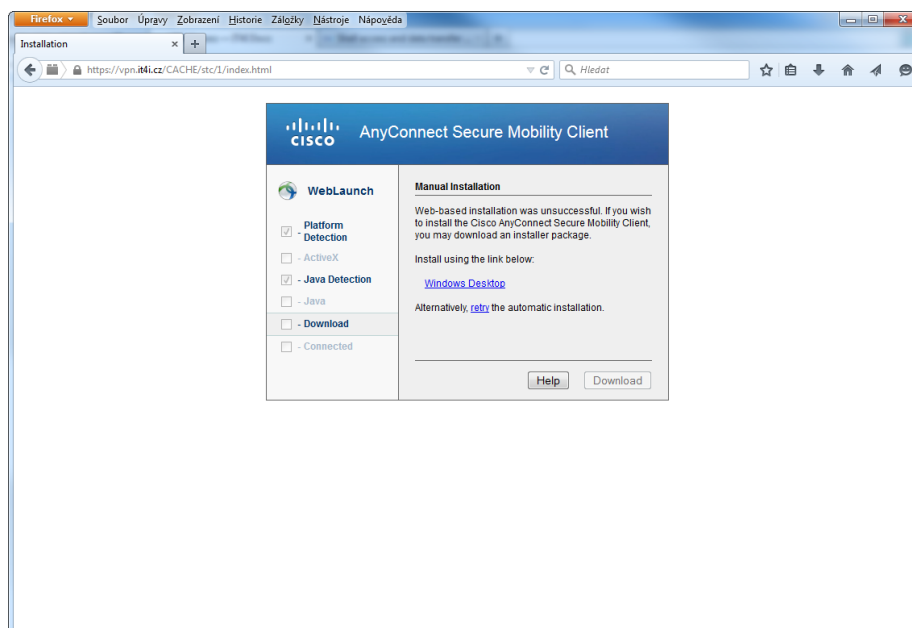 Firefox
Soubor Úpravy Zobrazení Historie Záložky Nástroje Nápověda
Installation
https://vpn.it4i.cz/CACHE/stc/1/index.html
Hledat
CISCO
AnyConnect Secure Mobility Client
WebLaunch
- Platform
Detection
- ActiveX
- Java Detection
- Java
- Download
- Connected
Manual Installation
Web-based installation was unsuccessful. If you wish
to install the Cisco AnyConnect Secure Mobility Client,
you may download an installer package.
Install using the link below:
Windows Desktop
Alternatively, retry the automatic installation.
Help Download